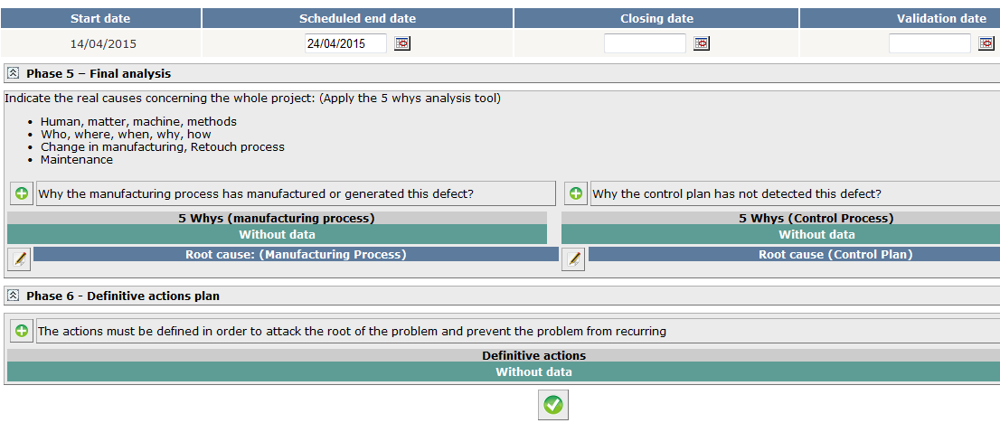 Start date Scheduled end date Closing date Validation date
14/04/2015 24/04/2015
Phase 5 – Final analysis
Indicate the real causes concerning the whole project: (Apply the 5 whys analysis tool)
• Human, matter, machine, methods
• Who, where, when, why, how
• Change in manufacturing, Retouch process
• Maintenance
Why the manufacturing process has manufactured or generated this defect? Why the control plan has not detected this defect?
5 Whys (manufacturing process) 5 Whys (Control Process)
Without data Without data
Root cause: (Manufacturing Process) Root cause (Control Plan)
Phase 6 - Definitive actions plan
The actions must be defined in order to attack the root of the problem and prevent the problem from recurring
Definitive actions
Without data